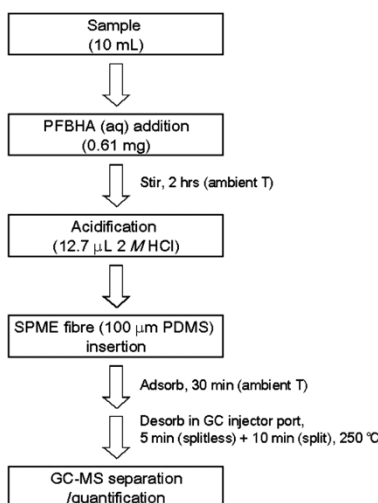 Sample
(10 mL)
PFBHA (aq) addition
(0.61 mg)
Stir, 2 hrs (ambient T)
Acidification
(12.7 μL 2 M HCl)
SPME fibre (100 μm PDMS)
insertion
Adsorb, 30 min (ambient T)
Desorb in GC injector port,
5 min (splitless) + 10 min (split), 250 °C
GC-MS separation
/quantification